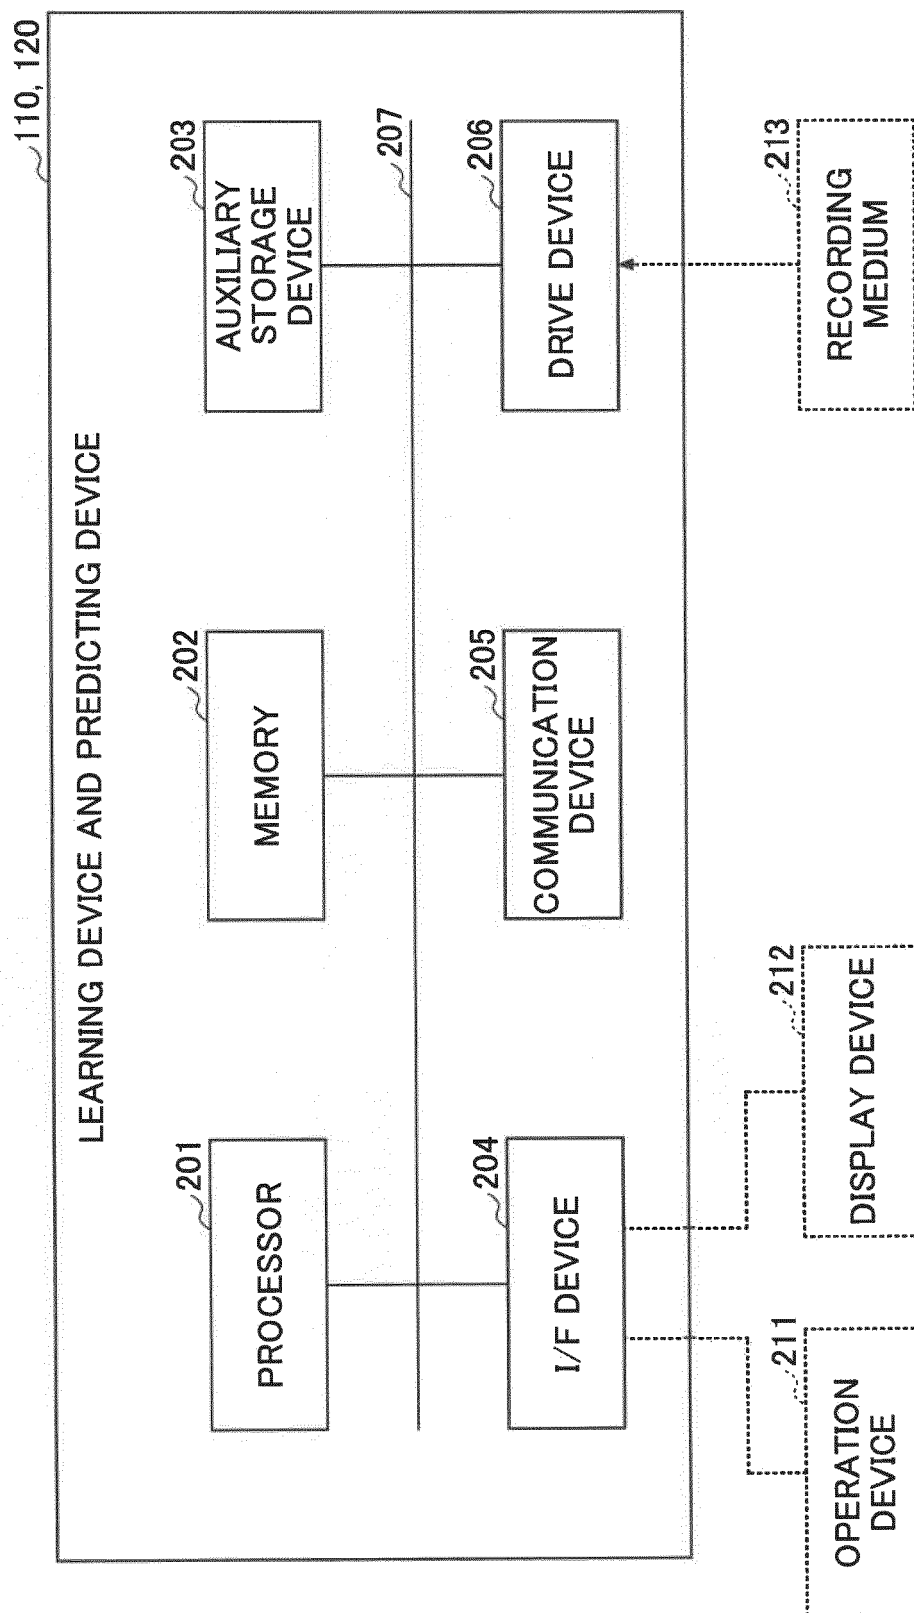 110, 120
LEARNING DEVICE AND PREDICTING DEVICE
201
PROCESSOR
202
MEMORY
203
AUXILIARY
STORAGE
DEVICE
207
204
I/F DEVICE
205
COMMUNICATION
DEVICE
206
DRIVE DEVICE
211
OPERATION
DEVICE
212
DISPLAY DEVICE
213
RECORDING
MEDIUM